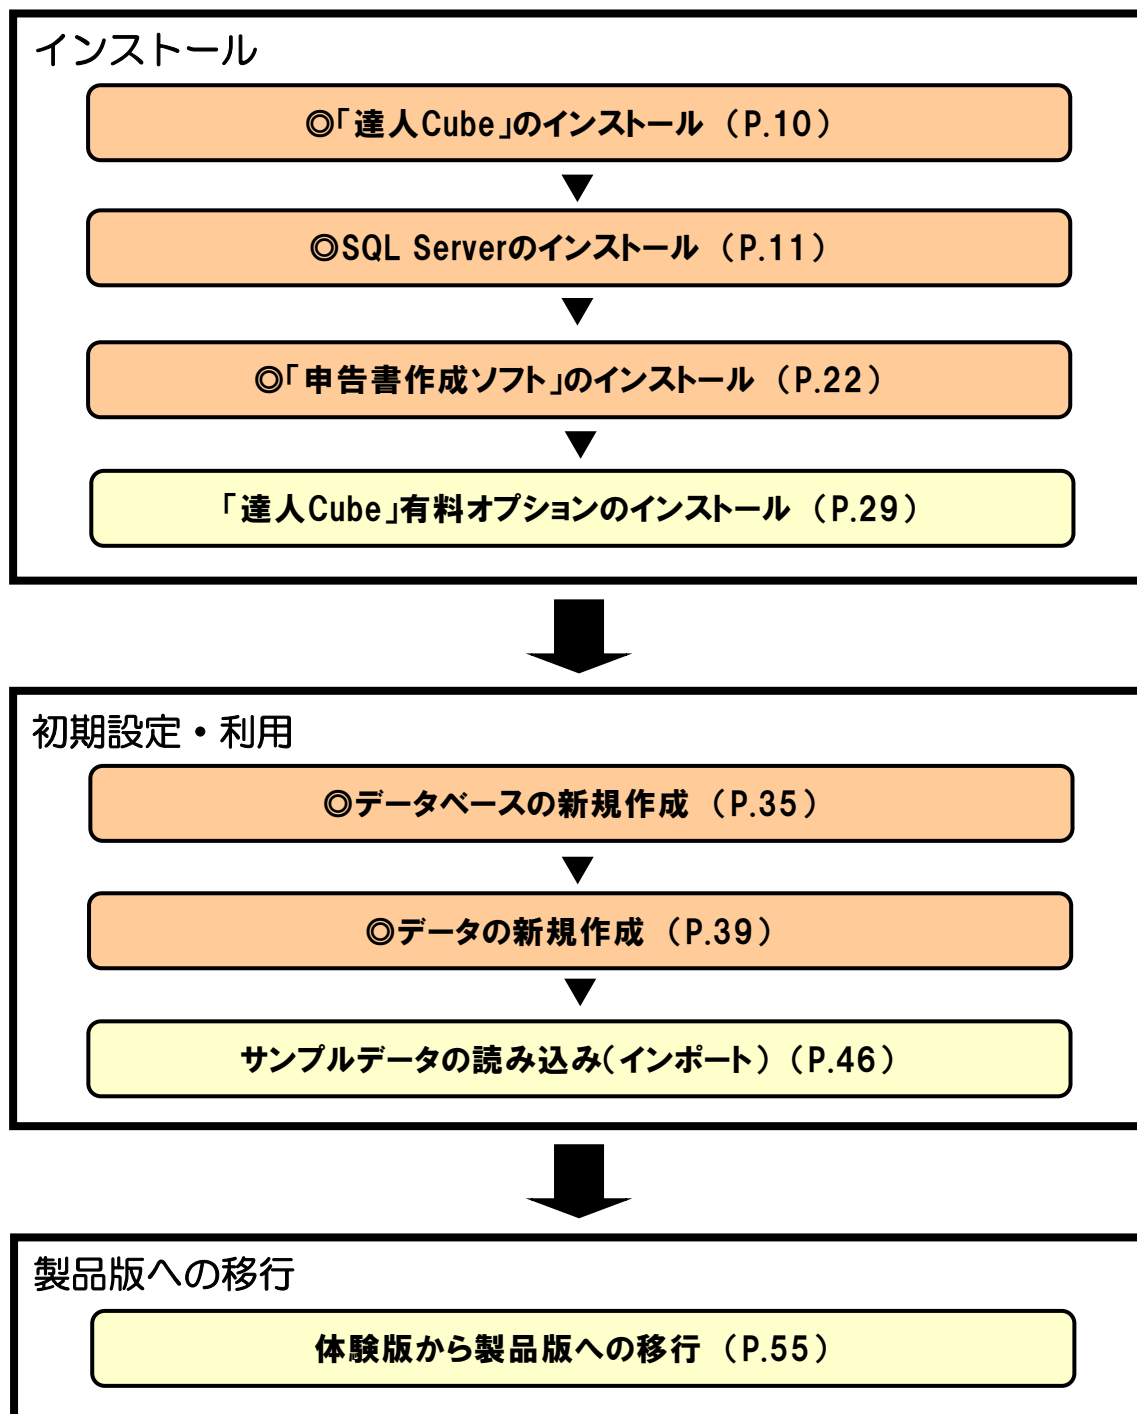 インストール
◎「達人Cube」のインストール（P.10）
◎SQL Serverのインストール（P.11）
◎「申告書作成ソフト」のインストール（P.22）
「達人Cube」有料オプションのインストール（P.29）
初期設定・利用
◎データベースの新規作成（P.35）
◎データの新規作成（P.39）
サンプルデータの読み込み（インポート）（P.46）
製品版への移行
体験版から製品版への移行（P.55）